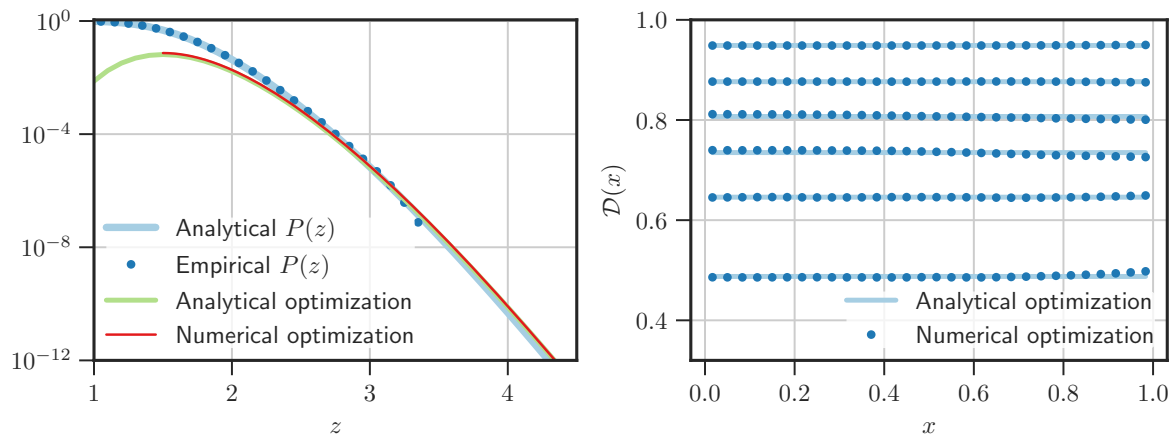 10⁰
10⁻⁴
10⁻⁸
10⁻¹²
Analytical P(z)
Empirical P(z)
Analytical optimization
Numerical optimization
1 2 3 4
z
1.0
0.8
0.6
0.4
D(x)
Analytical optimization
Numerical optimization
0.0 0.2 0.4 0.6 0.8 1.0
x